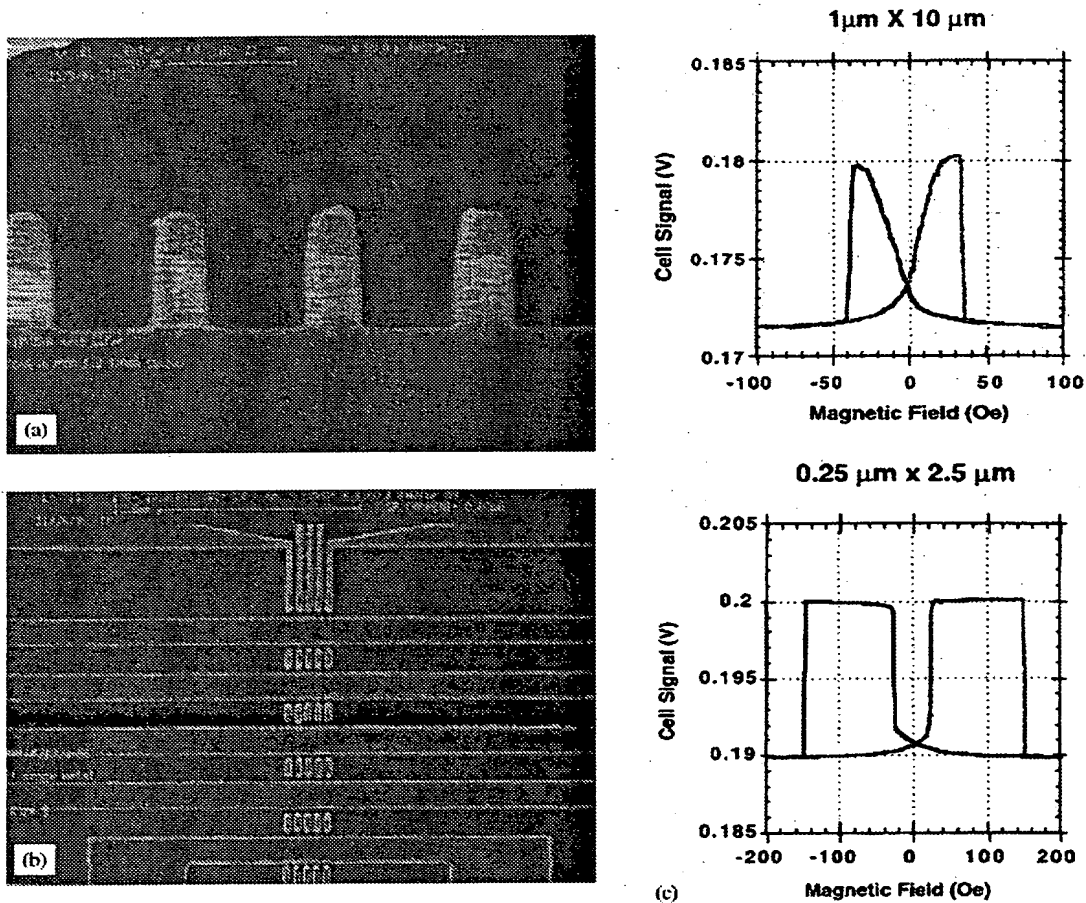 (a)
(b)
1μm X 10 μm
0.185
0.18
0.175
0.17
Cell Signal (V)
-100
-50
0
50
100
Magnetic Field (Oe)
0.25 μm x 2.5 μm
0.205
0.2
0.195
0.19
0.185
Cell Signal (V)
-200
-100
0
100
200
Magnetic Field (Oe)
(c)